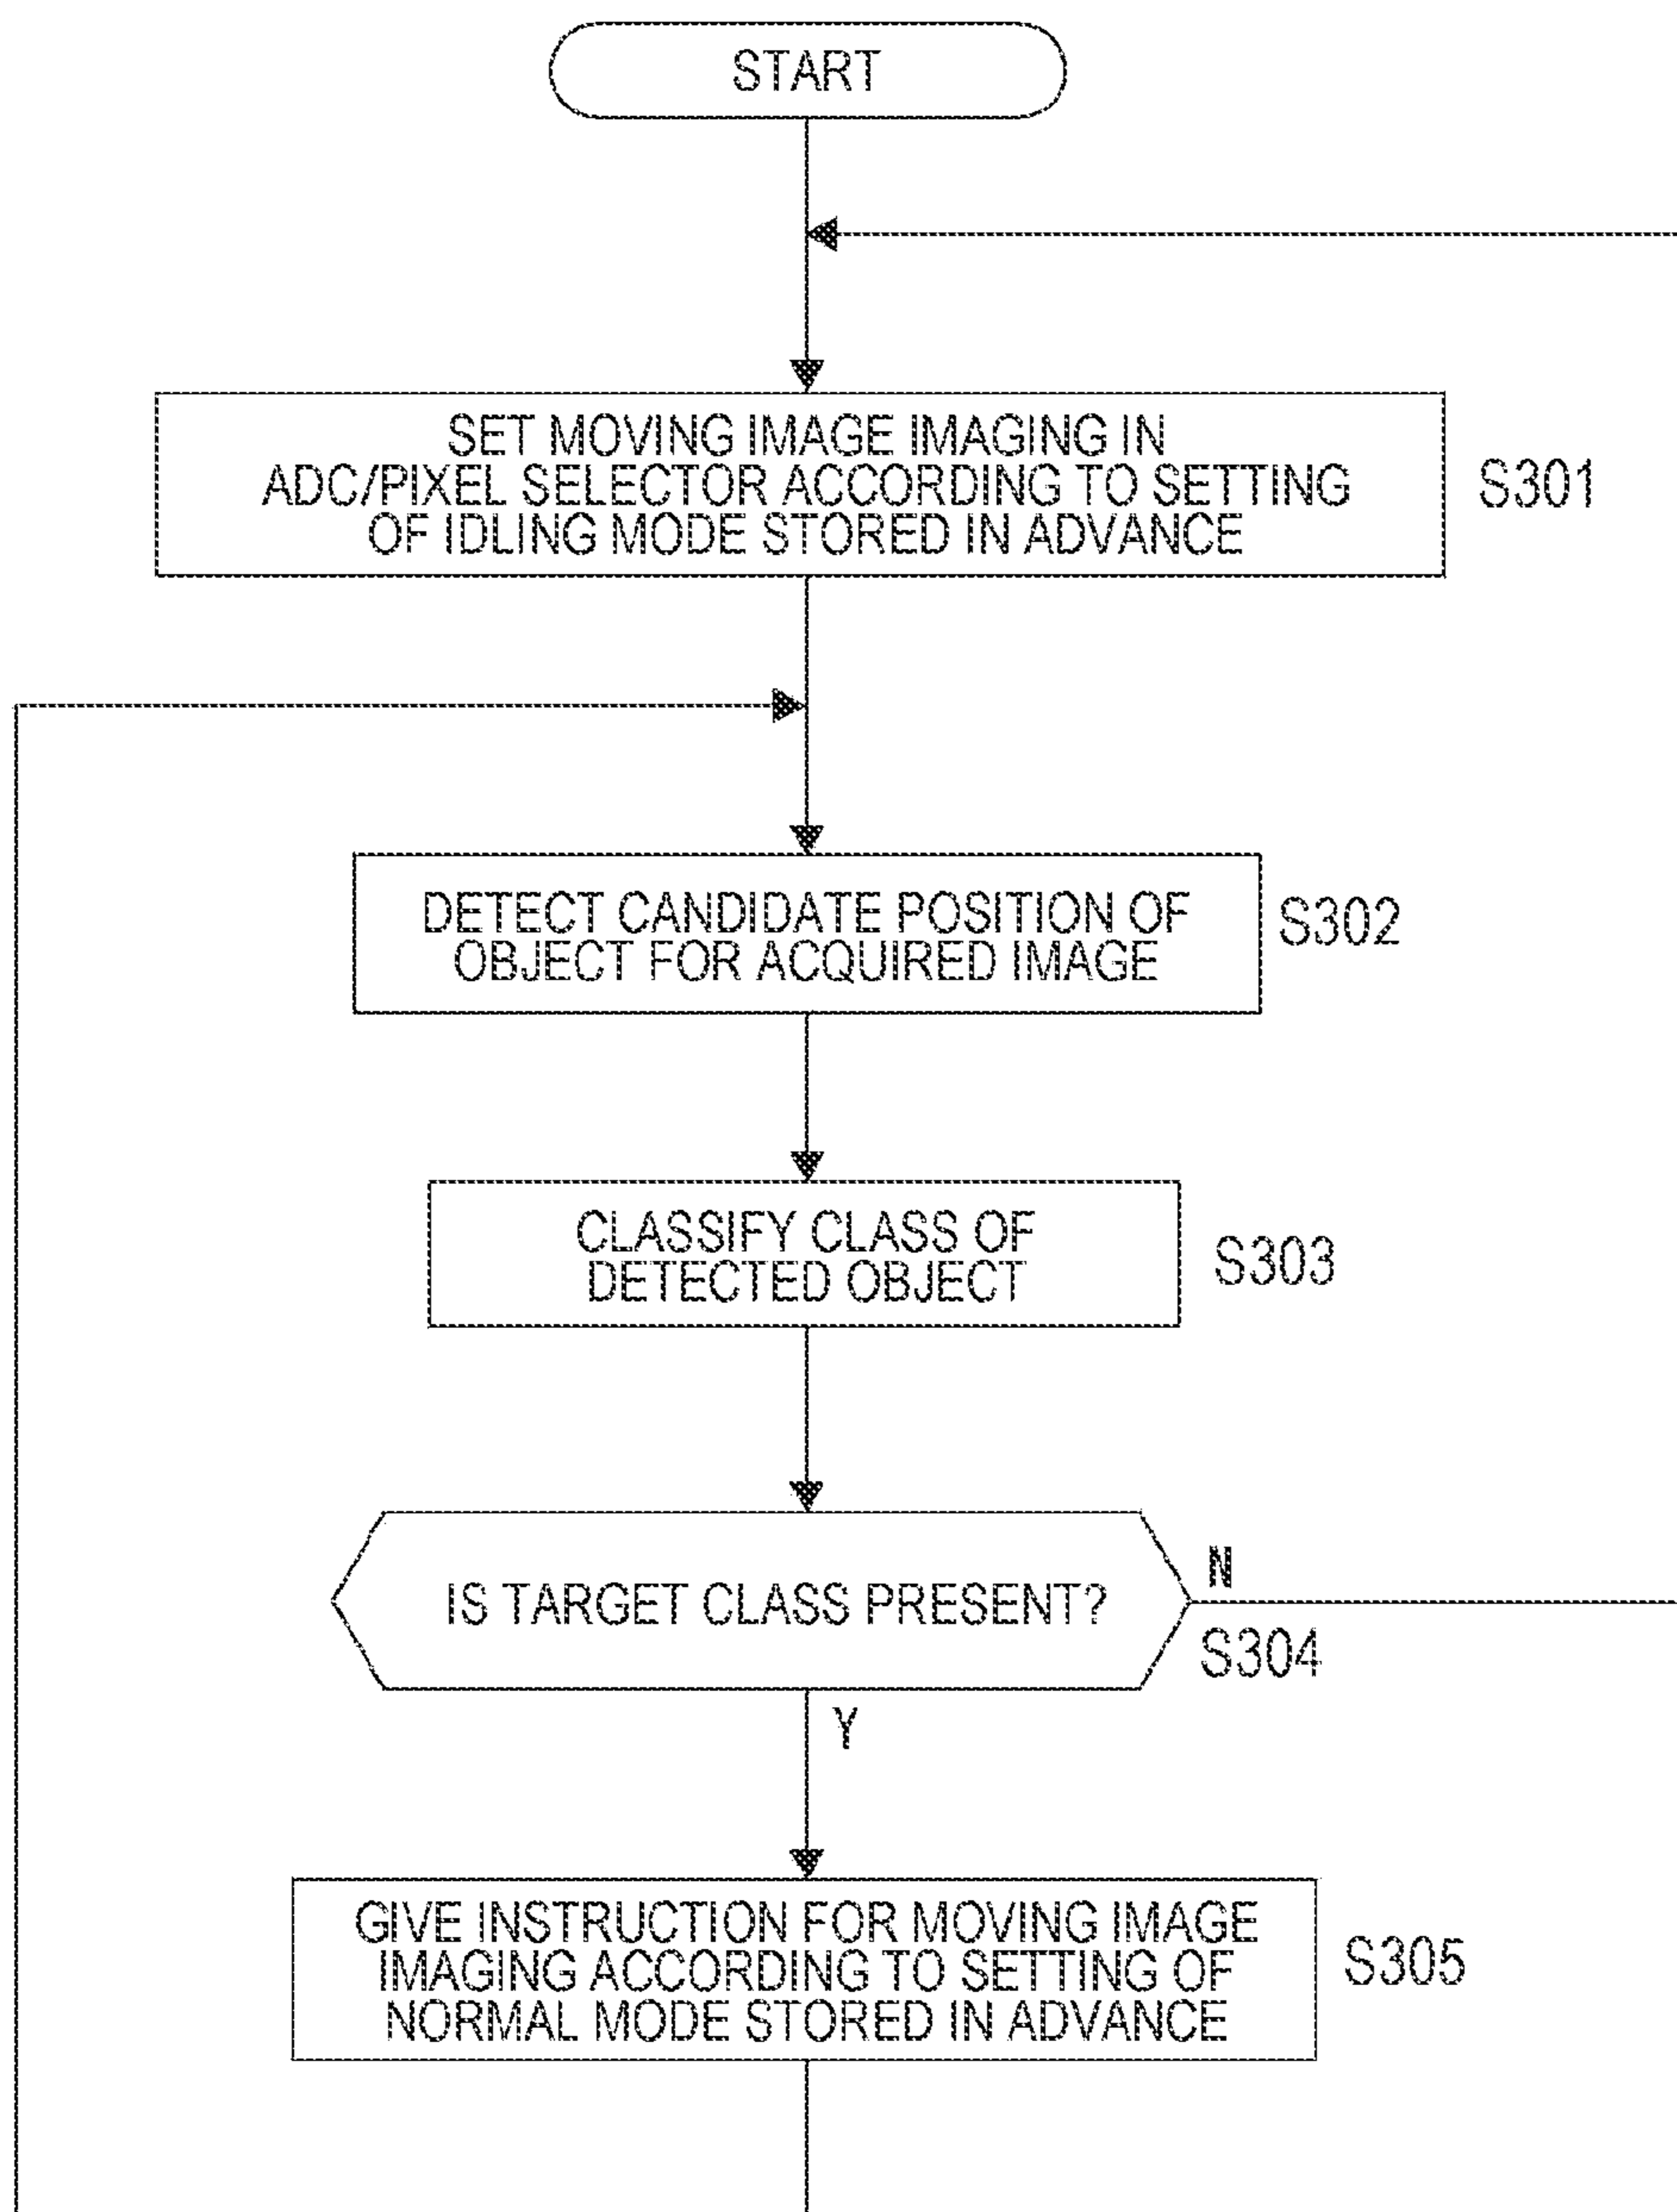 START
SET MOVING IMAGE IMAGING IN
ADC/PIXEL SELECTOR ACCORDING TO SETTING
OF IDLING MODE STORED IN ADVANCE
S301
DETECT CANDIDATE POSITION OF
OBJECT FOR ACQUIRED IMAGE
S302
CLASSIFY CLASS OF
DETECTED OBJECT
S303
IS TARGET CLASS PRESENT?
N
S304
Y
GIVE INSTRUCTION FOR MOVING IMAGE
IMAGING ACCORDING TO SETTING OF
NORMAL MODE STORED IN ADVANCE
S305